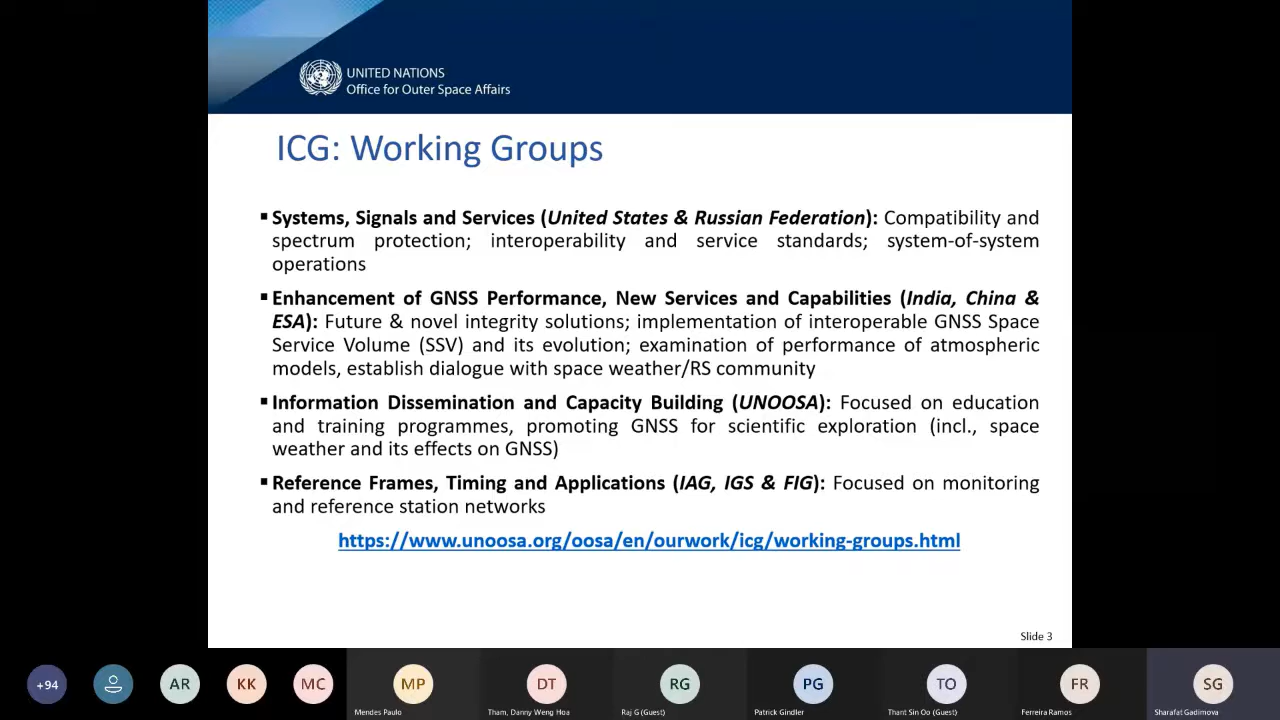 UNITED NATIONS
Office for Outer Space Affairs
ICG: Working Groups
▪ Systems, Signals and Services (United States & Russian Federation): Compatibility and
spectrum protection; interoperability and service standards; system-of-system
operations
▪ Enhancement of GNSS Performance, New Services and Capabilities (India, China &
ESA): Future & novel integrity solutions; implementation of interoperable GNSS Space
Service Volume (SSV) and its evolution; examination of performance of atmospheric
models, establish dialogue with space weather/RS community
▪ Information Dissemination and Capacity Building (UNOOSA): Focused on education
and training programmes, promoting GNSS for scientific exploration (incl., space
weather and its effects on GNSS)
▪ Reference Frames, Timing and Applications (IAG, IGS & FIG): Focused on monitoring
and reference station networks
https://www.unoosa.org/oosa/en/ourwork/icg/working-groups.html
Slide 3
+94
AR
KK
MC
MP
DT
RG
PG
TO
FR
SG
Mendes Paulo
Tham, Danny Weng Hoa
Raj G (Guest)
Patrick Gindler
Thant Sin Oo (Guest)
Ferreira Ramos
Sharafat Gadimova